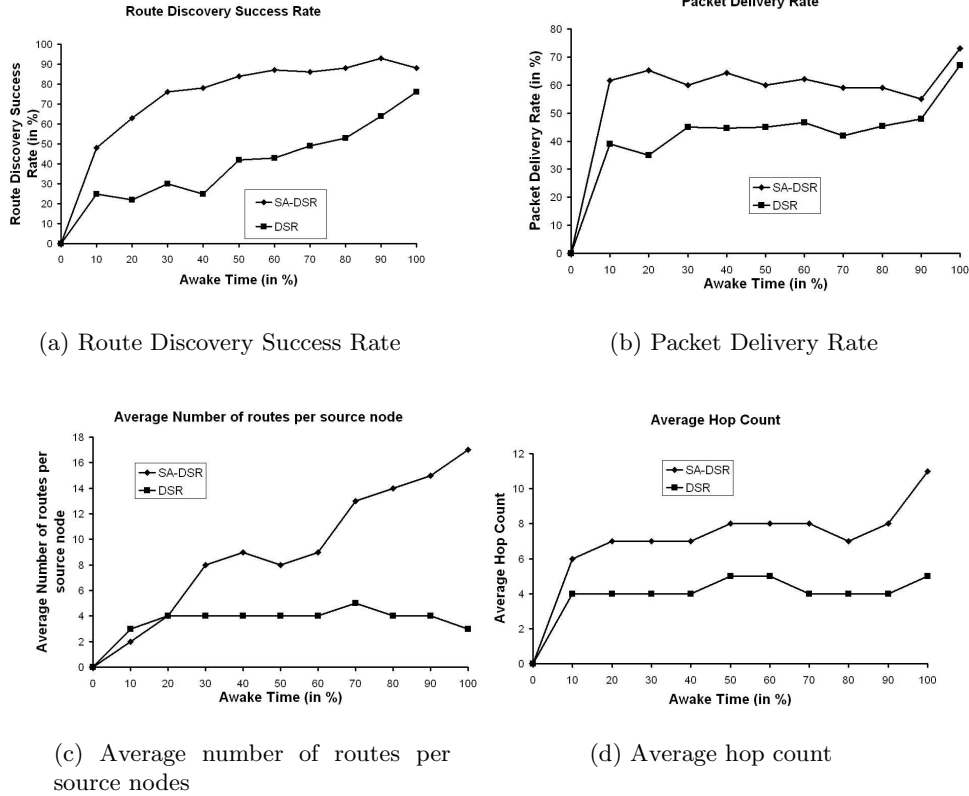 Route Discovery Success Rate
Route Discovery Success
Rate (in %)
100
90
80
70
60
50
40
30
20
10
0
SA-DSR
DSR
0 10 20 30 40 50 60 70 80 90 100
Awake Time (in %)
(a) Route Discovery Success Rate
Packet Delivery Rate
Packet Delivery Rate (in %)
80
70
60
50
40
30
20
10
0
SA-DSR
DSR
0 10 20 30 40 50 60 70 80 90 100
Awake Time (in %)
(b) Packet Delivery Rate
Average Number of routes per source node
Average Number of routes per
source node
18
16
14
12
10
8
6
4
2
0
SA-DSR
DSR
0 10 20 30 40 50 60 70 80 90 100
Awake Time (in %)
(c) Average number of routes per
source nodes
Average Hop Count
Average Hop Count
12
10
8
6
4
2
0
SA-DSR
DSR
0 10 20 30 40 50 60 70 80 90 100
Awake Time (in %)
(d) Average hop count